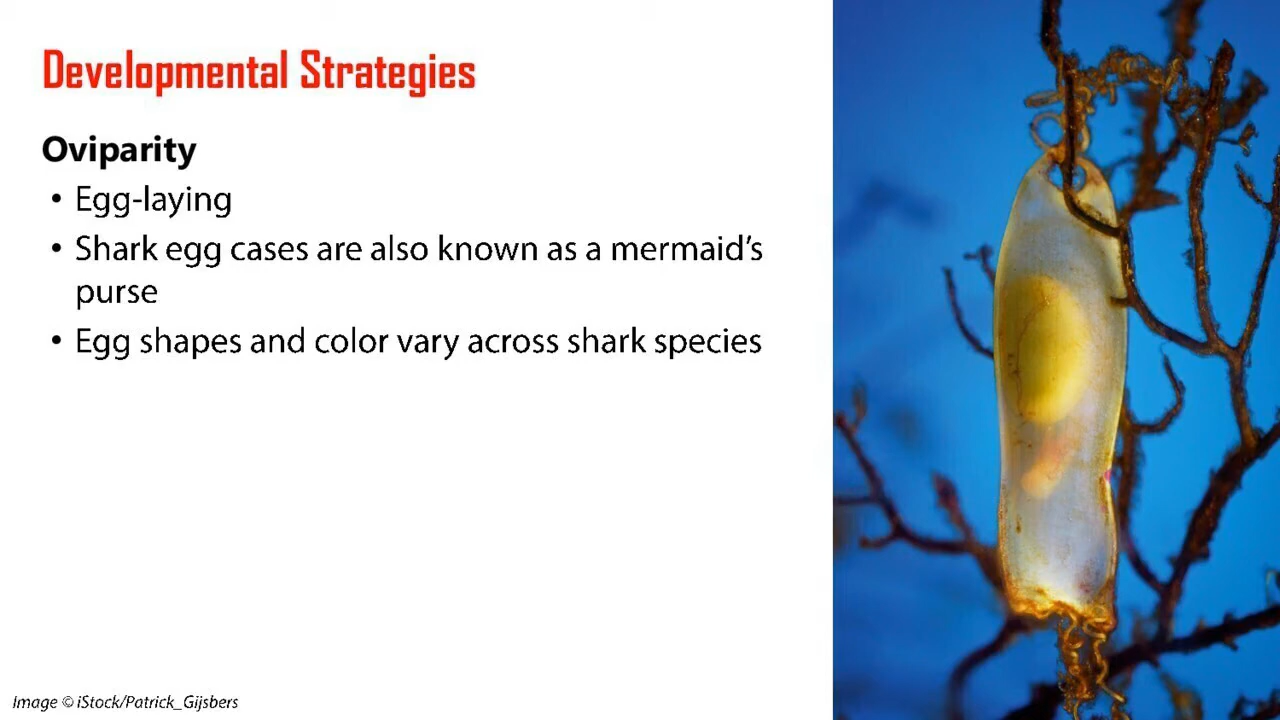 Developmental Strategies
Oviparity
• Egg-laying
• Shark egg cases are also known as a mermaid’s
purse
• Egg shapes and color vary across shark species
Image © iStock/Patrick_Gijsbers